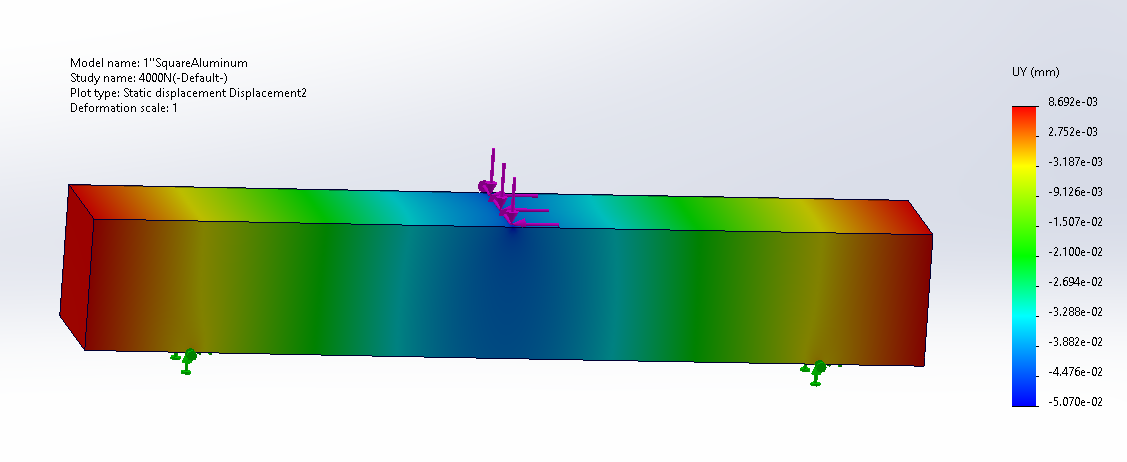 Model name: 1"SquareAluminum
Study name: 4000N(-Default-)
Plot type: Static displacement Displacement2
Deformation scale: 1
UY (mm)
8.692e-03
2.752e-03
-3.187e-03
-9.126e-03
-1.507e-02
-2.100e-02
-2.694e-02
-3.288e-02
-3.882e-02
-4.476e-02
-5.070e-02